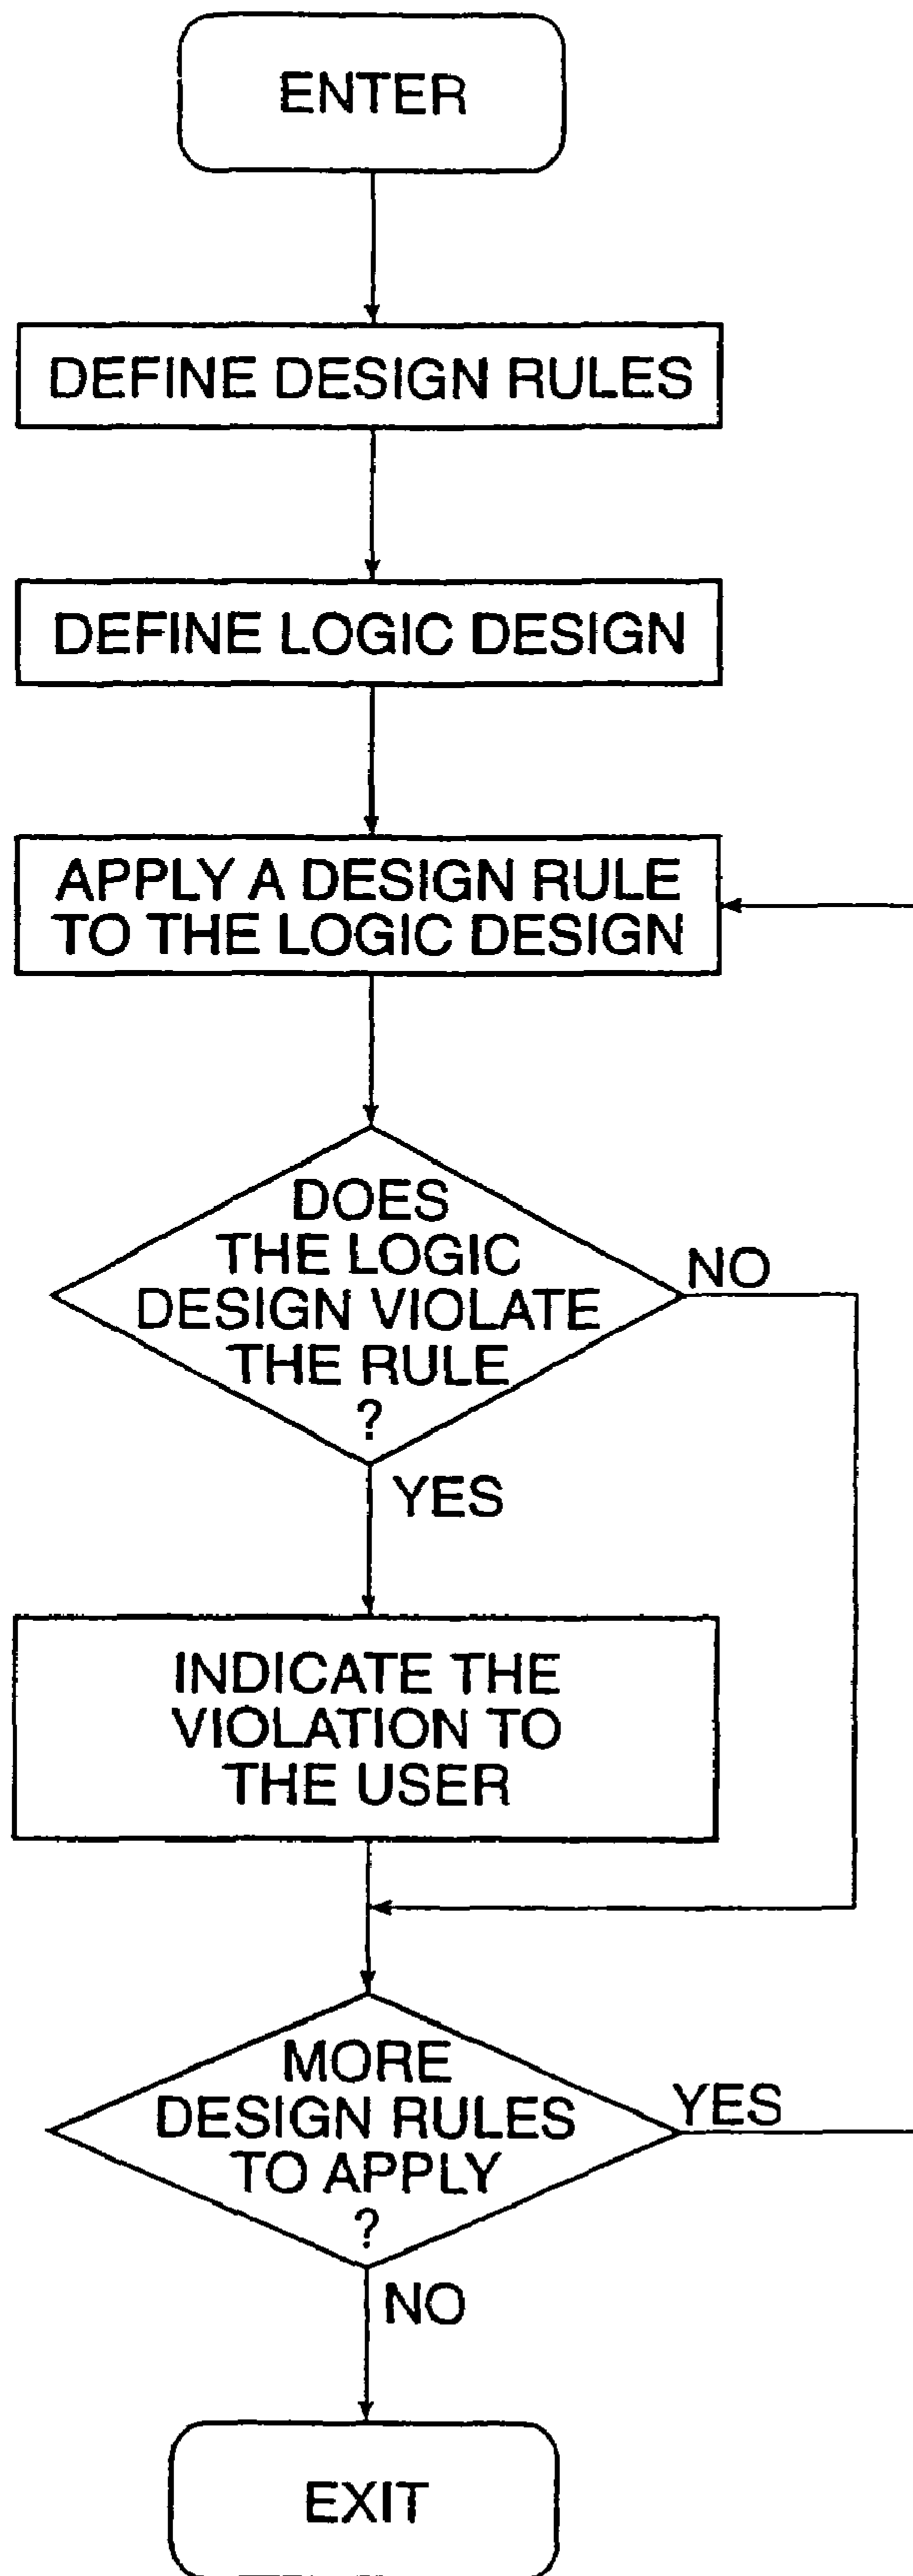 ENTER
DEFINE DESIGN RULES
DEFINE LOGIC DESIGN
APPLY A DESIGN RULE
TO THE LOGIC DESIGN
DOES
THE LOGIC
DESIGN VIOLATE
THE RULE
?
NO
YES
INDICATE THE
VIOLATION TO
THE USER
MORE
DESIGN RULES
TO APPLY
?
YES
NO
EXIT